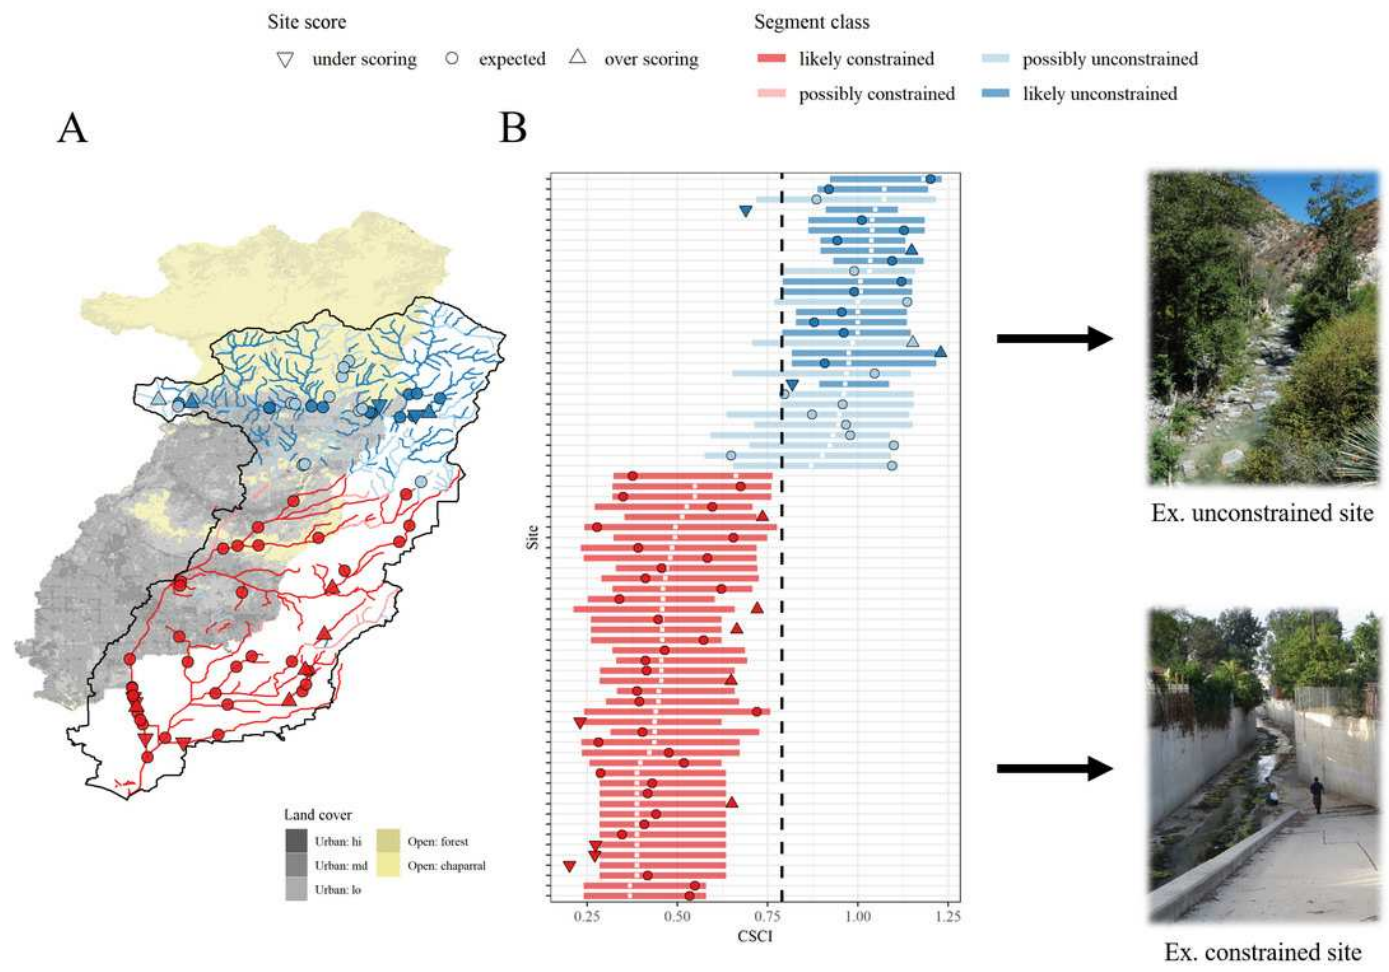 Site score
under scoring expected over scoring
Segment class
likely constrained possibly unconstrained
possibly constrained likely unconstrained
A
B
Site
0.25 0.50 0.75 1.00 1.25
CSCI
Land cover
Urban: hi Open: forest
Urban: md Open: chaparral
Urban: lo
Ex. unconstrained site
Ex. constrained site